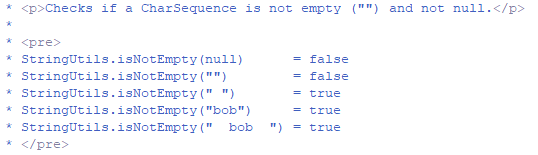 * <p>Checks if a CharSequence is not empty ("") and not null.</p>
*
* <pre>
* StringUtils.isNotEmpty(null)      = false
* StringUtils.isNotEmpty("")        = false
* StringUtils.isNotEmpty(" ")       = true
* StringUtils.isNotEmpty("bob")     = true
* StringUtils.isNotEmpty("  bob  ") = true
* </pre>